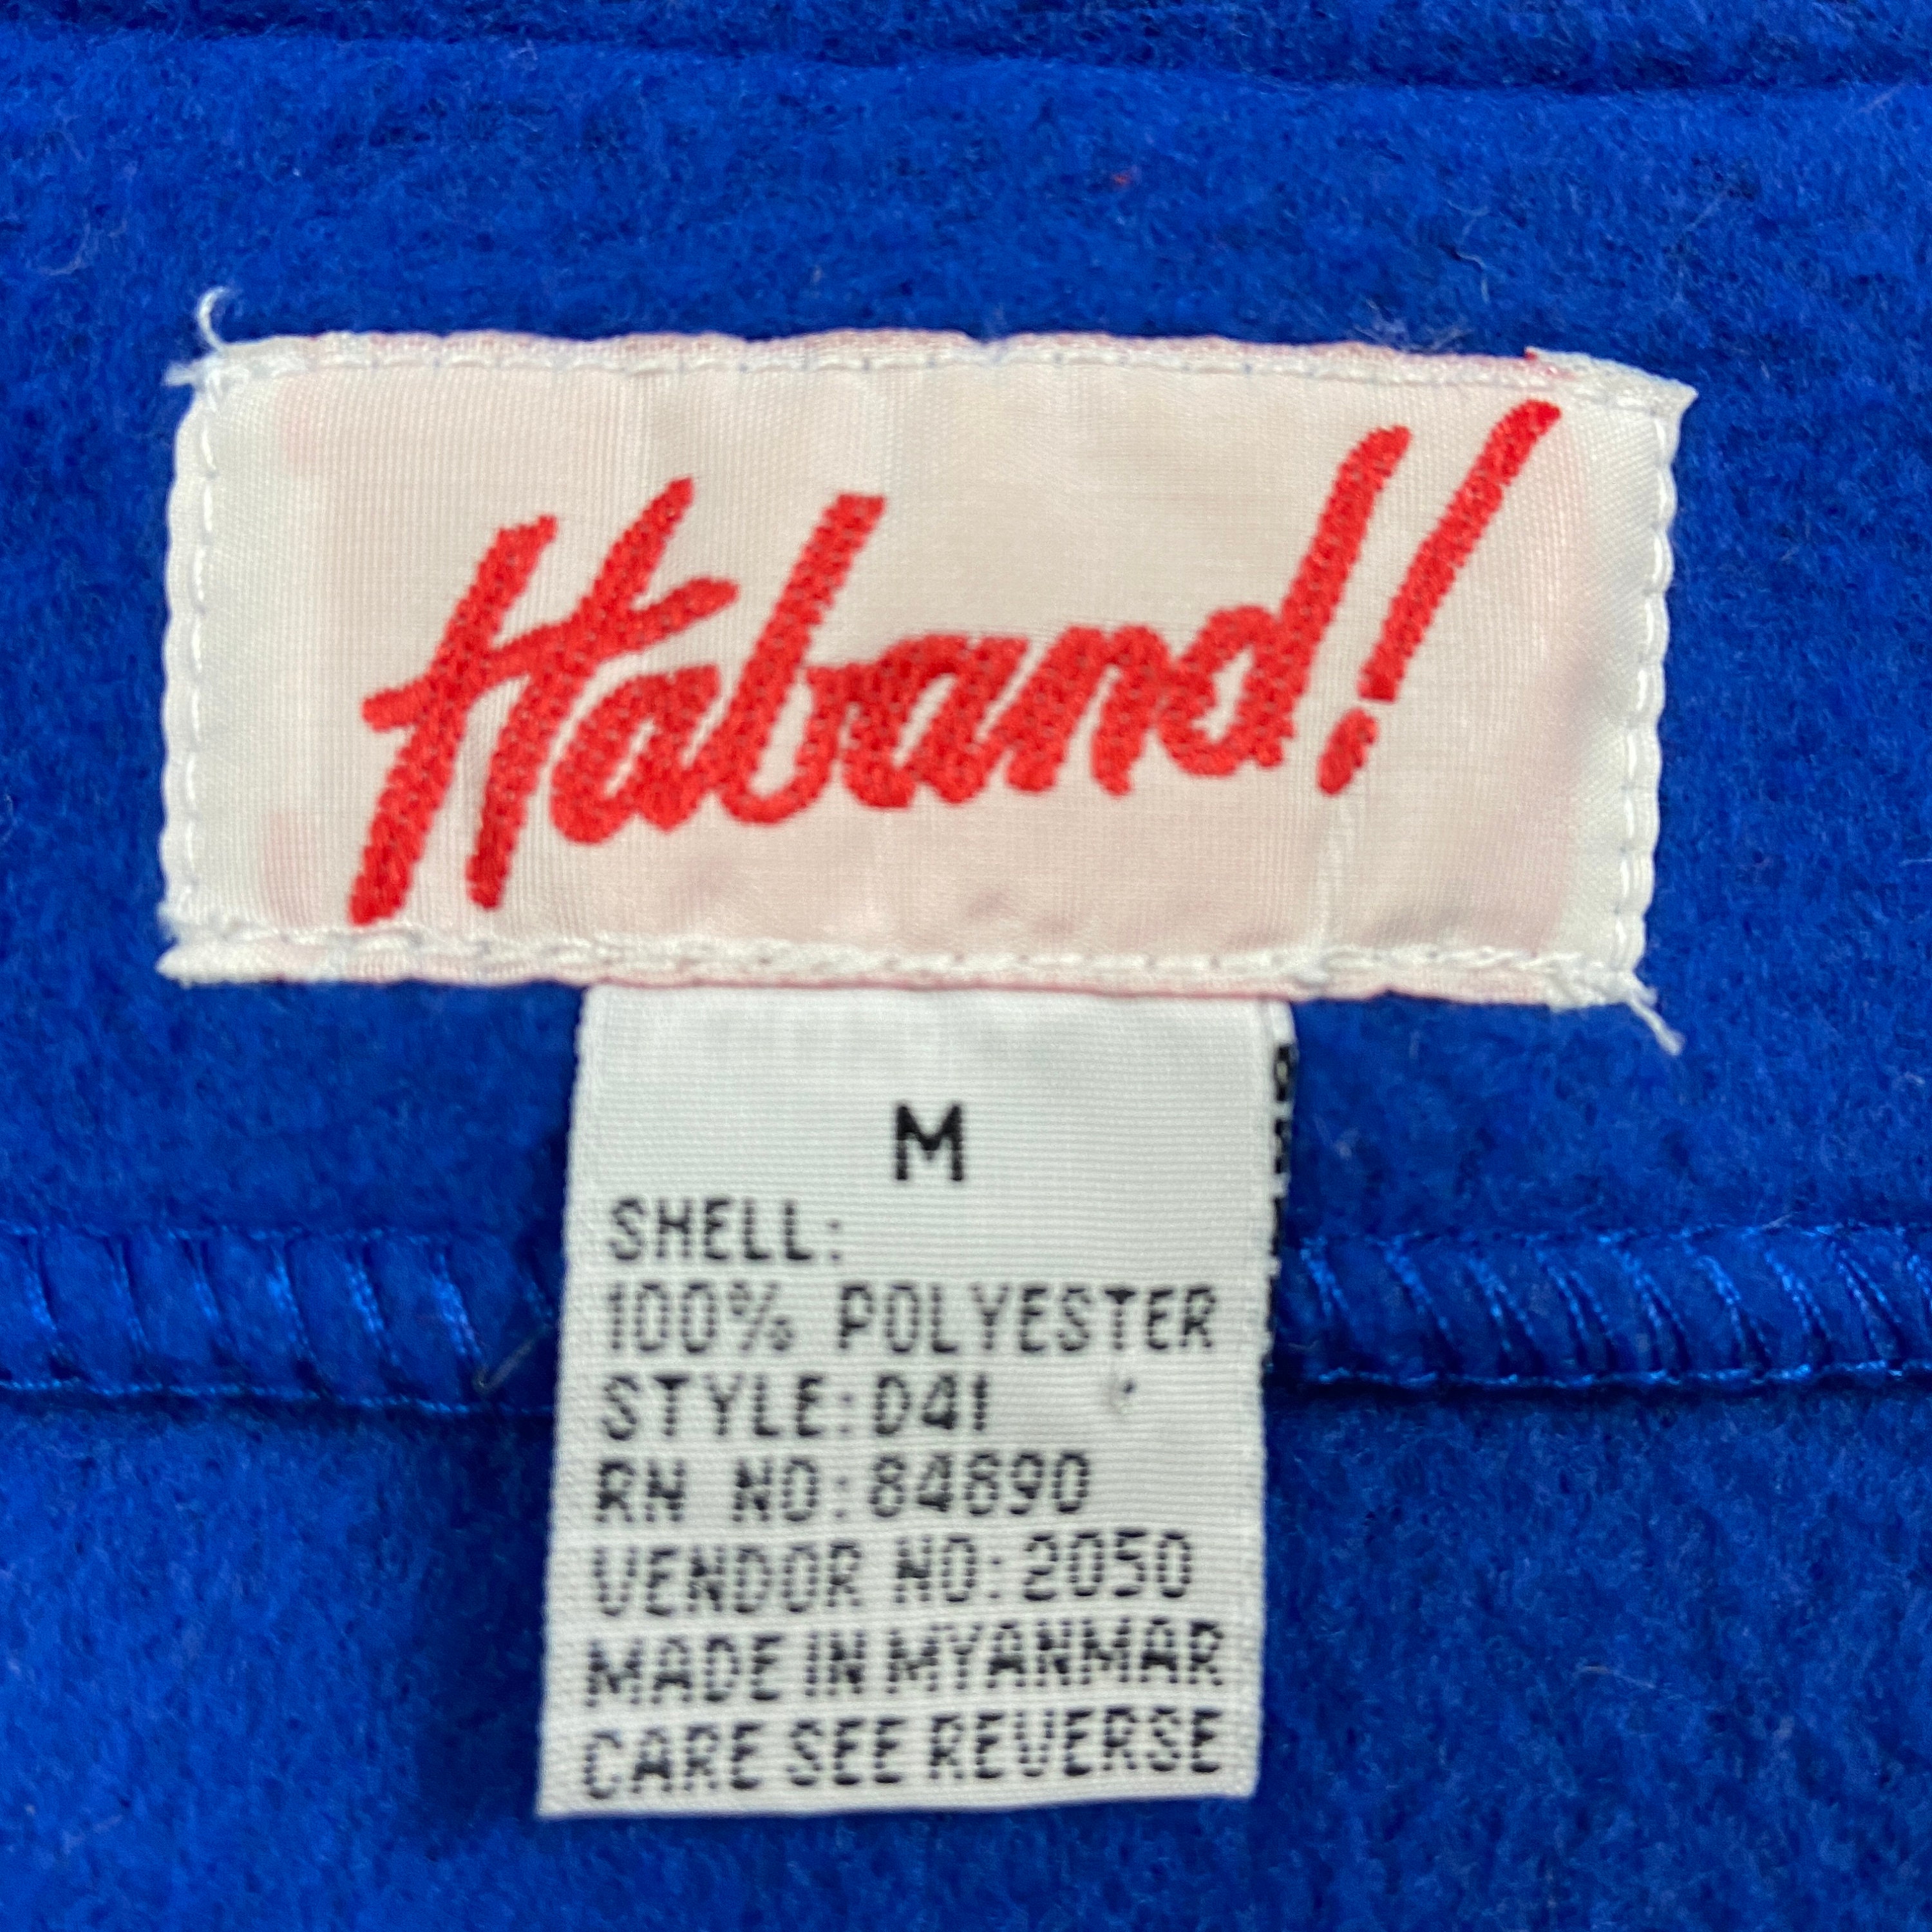 Haband!
M
SHELL:
100% POLYESTER
STYLE: D41
RN NO: 84890
VENDOR NO: 2050
MADE IN MYANMAR
CARE SEE REVERSE